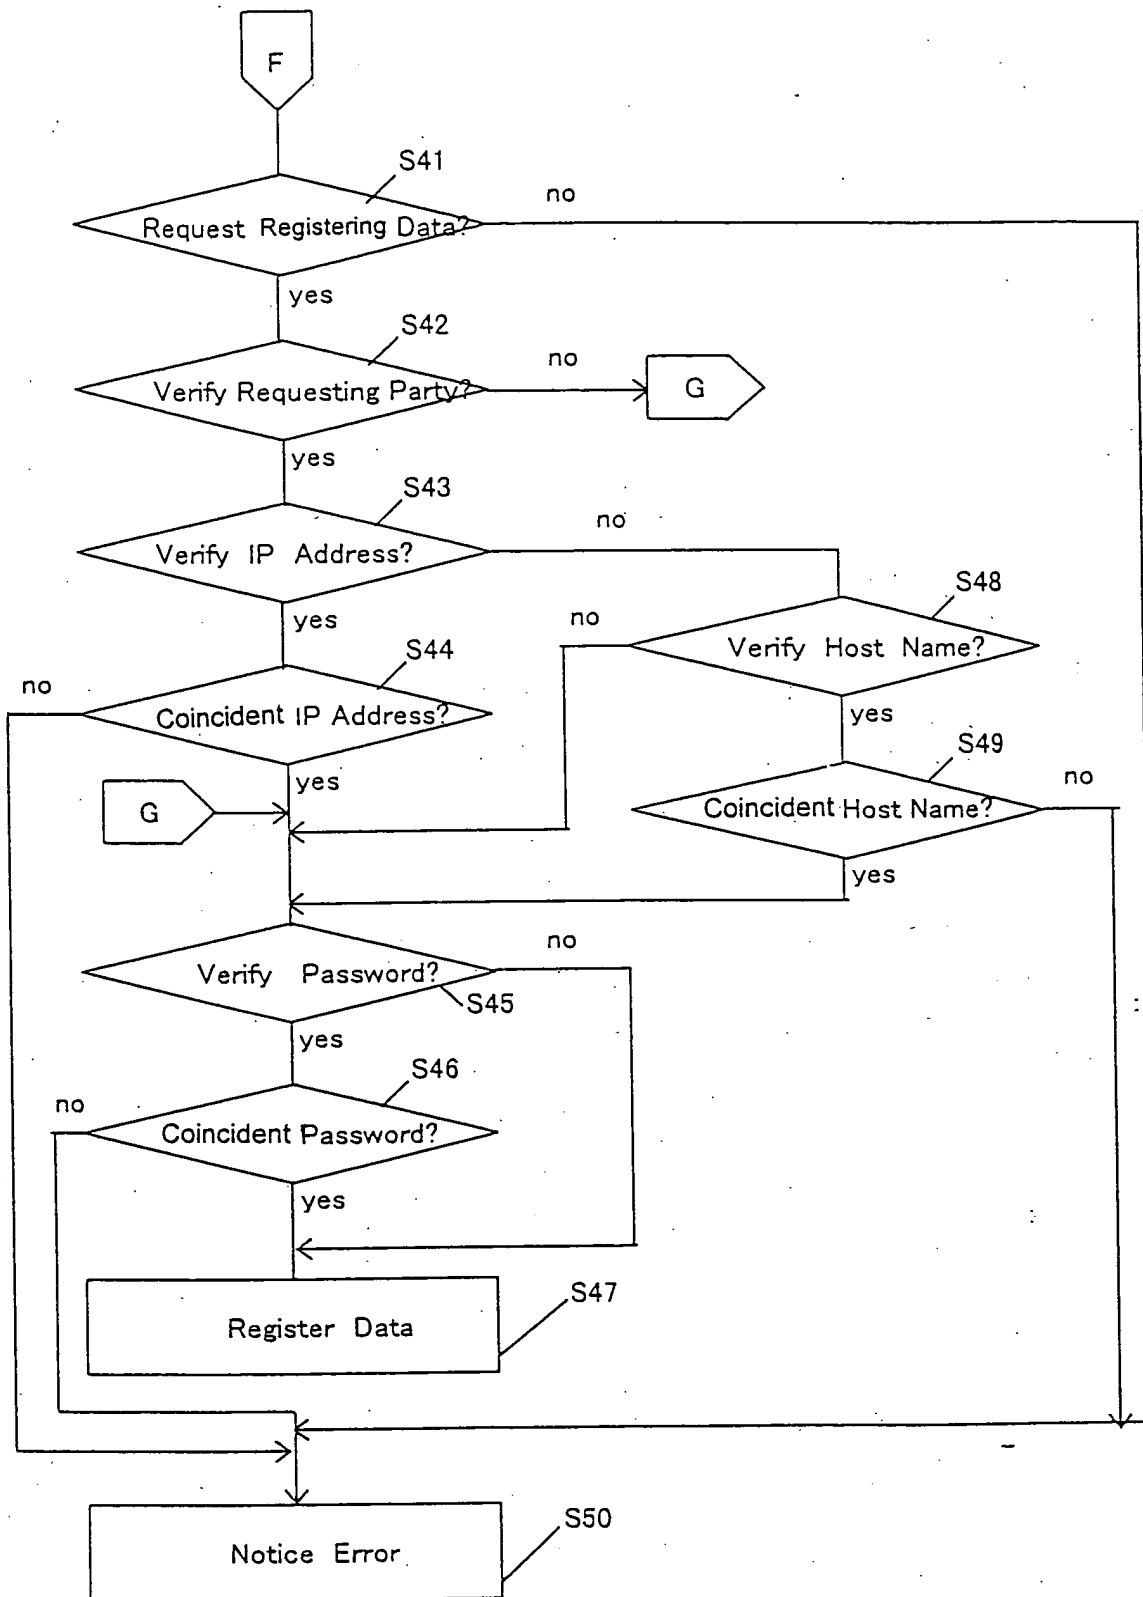 F
S41
no
Request Registering Data?
yes
S42
no
Verify Requesting Party?
G
yes
S43
no
Verify IP Address?
S48
yes
no
Verify Host Name?
S44
no
Coincident IP Address?
yes
S49
no
yes
G
Coincident Host Name?
yes
no
Verify Password?
S45
yes
S46
no
Coincident Password?
yes
S47
Register Data
S50
Notice Error